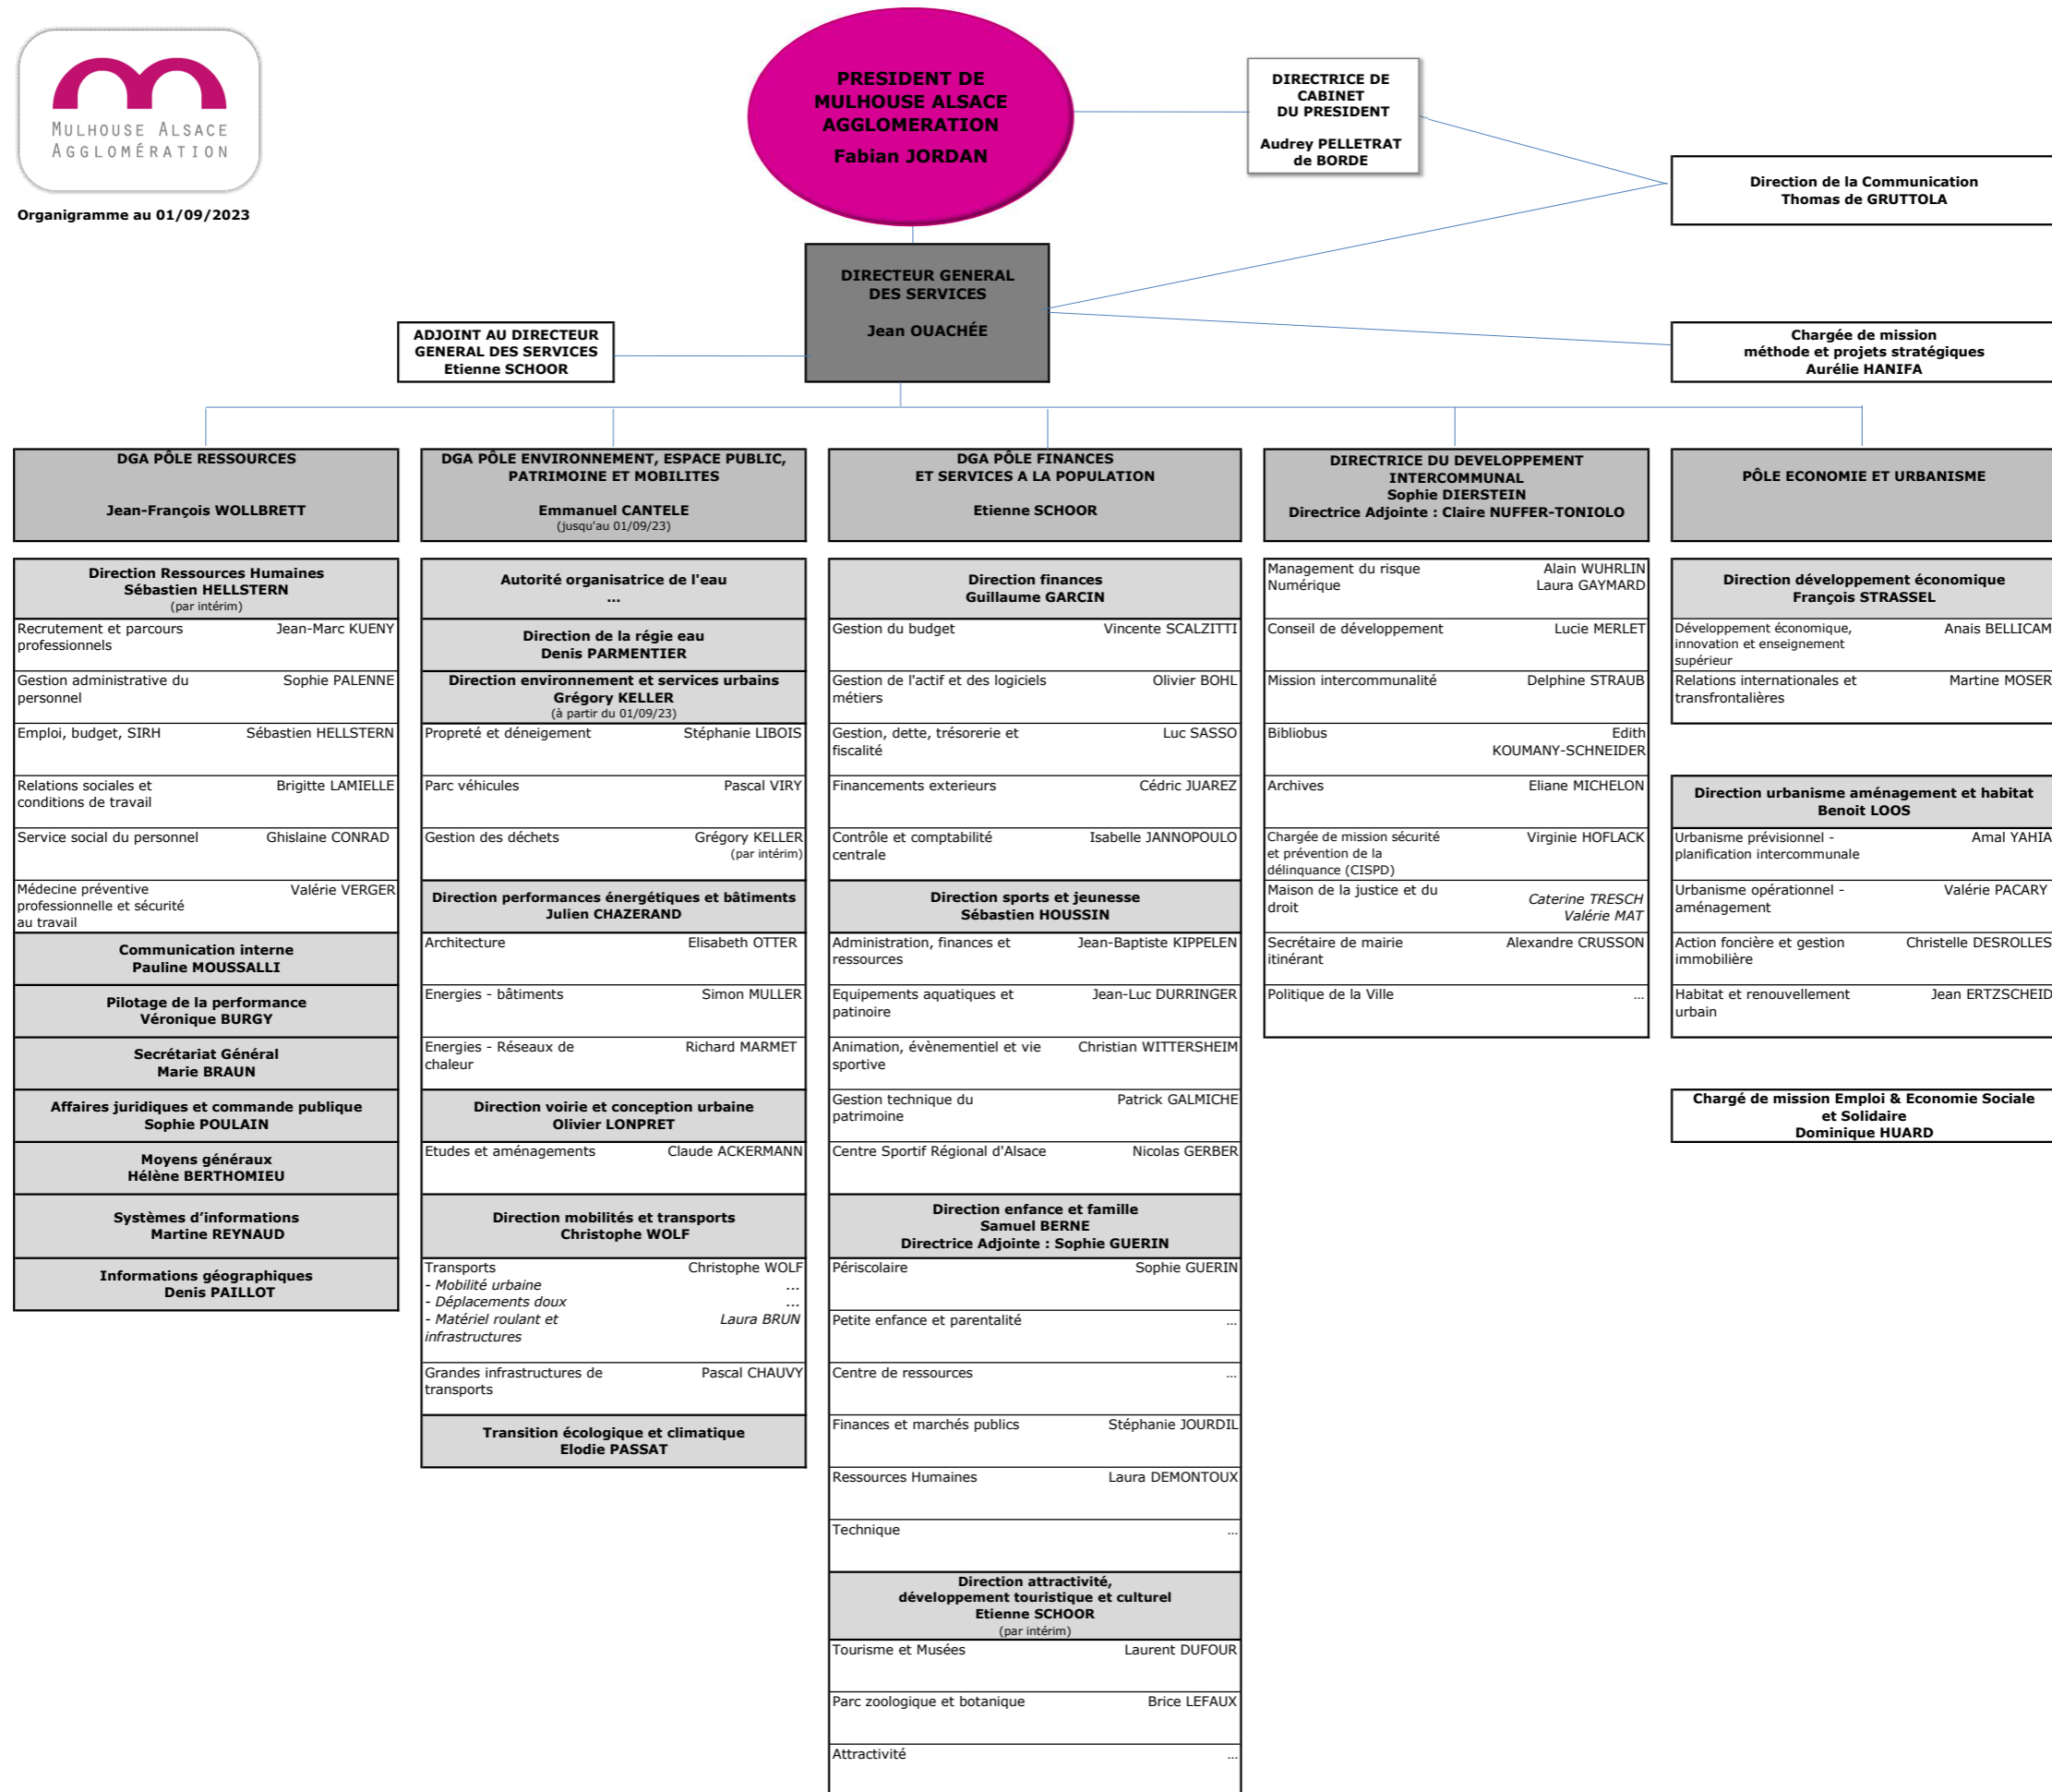 MULHOUSE ALSACE
AGGLOMÉRATION
Organigramme au 01/09/2023
PRESIDENT DE
MULHOUSE ALSACE
AGGLOMERATION
Fabian JORDAN
DIRECTRICE DE
CABINET
DU PRESIDENT
Audrey PELLETRAT
de BORDE
Direction de la Communication
Thomas de GRUTTOLA
DIRECTEUR GENERAL
DES SERVICES
Jean OUACHÉE
ADJOINT AU DIRECTEUR
GENERAL DES SERVICES
Etienne SCHOOR
Chargée de mission
méthode et projets stratégiques
Aurélie HANIFA
DGA PÔLE RESSOURCES
Jean-François WOLLBRETT
Direction Ressources Humaines
Sébastien HELLSTERN
(par intérim)
Recrutement et parcours Jean-Marc KUENY
professionnels
Gestion administrative du Sophie PALENNE
personnel
Emploi, budget, SIRH Sébastien HELLSTERN
Relations sociales et Brigitte LAMIELLE
conditions de travail
Service social du personnel Ghislaine CONRAD
Médecine préventive Valérie VERGER
professionnelle et sécurité
au travail
Communication interne
Pauline MOUSSALLI
Pilotage de la performance
Véronique BURGY
Secrétariat Général
Marie BRAUN
Affaires juridiques et commande publique
Sophie POULAIN
Moyens généraux
Hélène BERTHOMIEU
Systèmes d’informations
Martine REYNAUD
Informations géographiques
Denis PAILLOT
DGA PÔLE ENVIRONNEMENT, ESPACE PUBLIC,
PATRIMOINE ET MOBILITES
Emmanuel CANTELE
(jusqu'au 01/09/23)
Autorité organisatrice de l'eau
...
Direction de la régie eau
Denis PARMENTIER
Direction environnement et services urbains
Grégory KELLER
(à partir du 01/09/23)
Propreté et déneigement Stéphanie LIBOIS
Parc véhicules Pascal VIRY
Gestion des déchets Grégory KELLER
(par intérim)
Direction performances énergétiques et bâtiments
Julien CHAZERAND
Architecture Elisabeth OTTER
Energies - bâtiments Simon MULLER
Energies - Réseaux de Richard MARMET
chaleur
Direction voirie et conception urbaine
Olivier LONPRET
Etudes et aménagements Claude ACKERMANN
Direction mobilités et transports
Christophe WOLF
Transports Christophe WOLF
- Mobilité urbaine ...
- Déplacements doux ...
- Matériel roulant et Laura BRUN
infrastructures
Grandes infrastructures de Pascal CHAUVY
transports
Transition écologique et climatique
Elodie PASSAT
DGA PÔLE FINANCES
ET SERVICES A LA POPULATION
Etienne SCHOOR
Direction finances
Guillaume GARCIN
Gestion du budget Vincente SCALZITTI
Gestion de l'actif et des logiciels Olivier BOHL
métiers
Gestion, dette, trésorerie et Luc SASSO
fiscalité
Financements exterieurs Cédric JUAREZ
Contrôle et comptabilité Isabelle JANNOPOULO
centrale
Direction sports et jeunesse
Sébastien HOUSSIN
Administration, finances et Jean-Baptiste KIPPELEN
ressources
Equipements aquatiques et Jean-Luc DURRINGER
patinoire
Animation, évènementiel et vie Christian WITTERSHEIM
sportive
Gestion technique du Patrick GALMICHE
patrimoine
Centre Sportif Régional d'Alsace Nicolas GERBER
Direction enfance et famille
Samuel BERNE
Directrice Adjointe : Sophie GUERIN
Périscolaire Sophie GUERIN
Petite enfance et parentalité ...
Centre de ressources ...
Finances et marchés publics Stéphanie JOURDIL
Ressources Humaines Laura DEMONTOUX
Technique ...
Direction attractivité,
développement touristique et culturel
Etienne SCHOOR
(par intérim)
Tourisme et Musées Laurent DUFOUR
Parc zoologique et botanique Brice LEFAUX
Attractivité ...
DIRECTRICE DU DEVELOPPEMENT
INTERCOMMUNAL
Sophie DIERSTEIN
Directrice Adjointe : Claire NUFFER-TONIOLO
Management du risque Alain WUHRLIN
Numérique Laura GAYMARD
Conseil de développement Lucie MERLET
Mission intercommunalité Delphine STRAUB
Bibliobus Edith
KOUMANY-SCHNEIDER
Archives Eliane MICHELON
Chargée de mission sécurité Virginie HOFLACK
et prévention de la
délinquance (CISPD)
Maison de la justice et du Caterine TRESCH
droit Valérie MAT
Secrétaire de mairie Alexandre CRUSSON
itinérant
Politique de la Ville ...
PÔLE ECONOMIE ET URBANISME
Direction développement économique
François STRASSEL
Développement économique, Anais BELLICAM
innovation et enseignement
supérieur
Relations internationales et Martine MOSER
transfrontalières
Direction urbanisme aménagement et habitat
Benoit LOOS
Urbanisme prévisionnel - Amal YAHIA
planification intercommunale
Urbanisme opérationnel - Valérie PACARY
aménagement
Action foncière et gestion Christelle DESROLLES
immobilière
Habitat et renouvellement Jean ERTZSCHEID
urbain
Chargé de mission Emploi & Economie Sociale
et Solidaire
Dominique HUARD